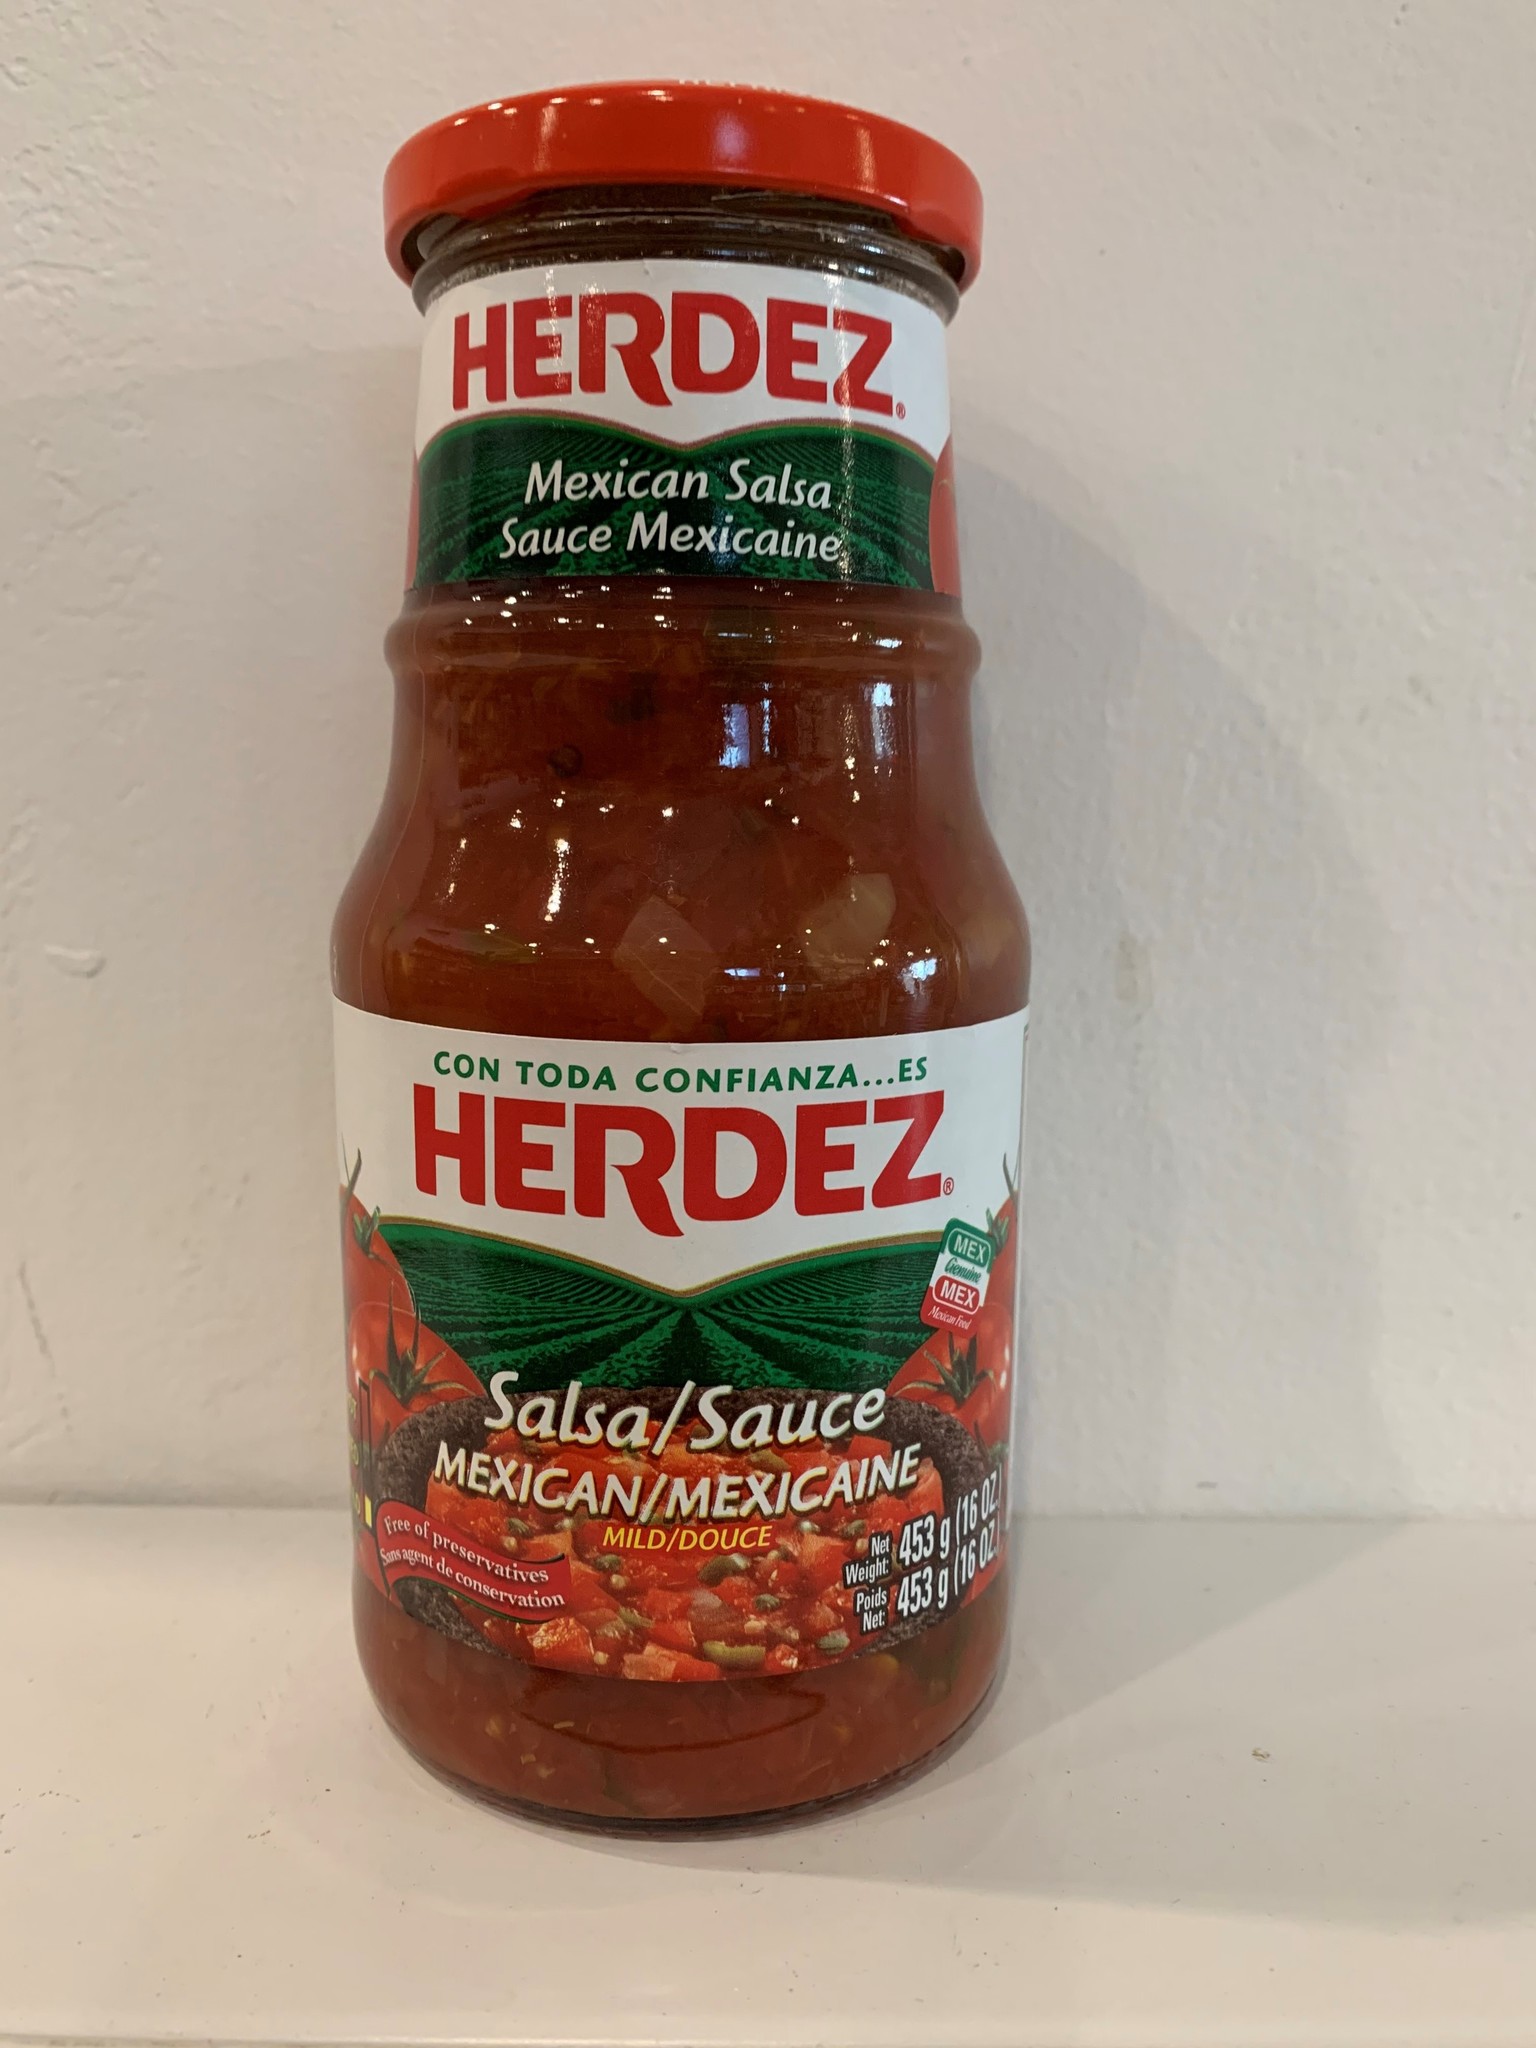 HERDEZ®
Mexican Salsa
Sauce Mexicaine
CON TODA CONFIANZA...ES
HERDEZ®
MEX
Genuine
MEX
Mexican Food
Salsa/Sauce
MEXICAN/MEXICAINE
MILD/DOUCE
Free of preservatives
Sans agent de conservation
Net Weight: 453 g (16 OZ.)
Poids Net: 453 g (16 OZ.)